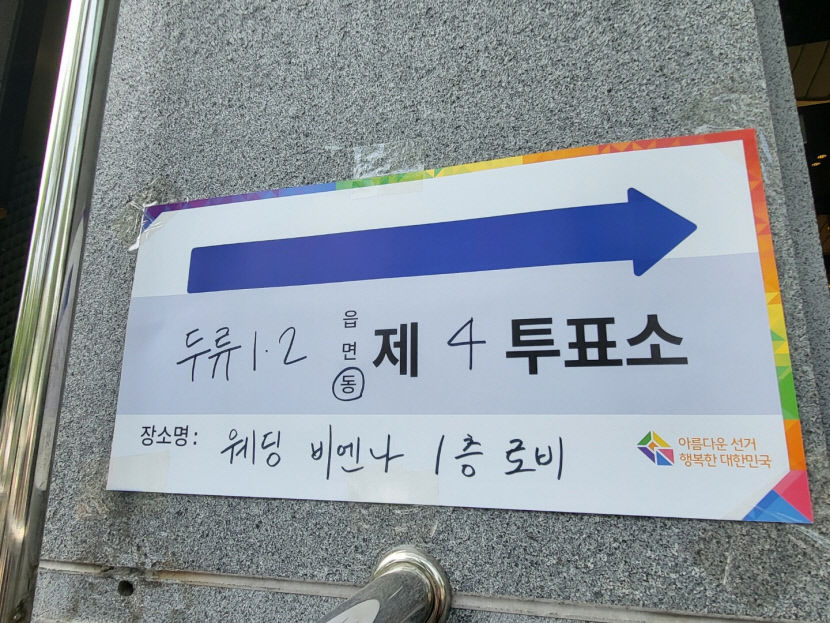 두류1·2 읍면동 제 4 투표소
장소명: 웨딩 비엔나 1층 로비
아름다운 선거
행복한 대한민국